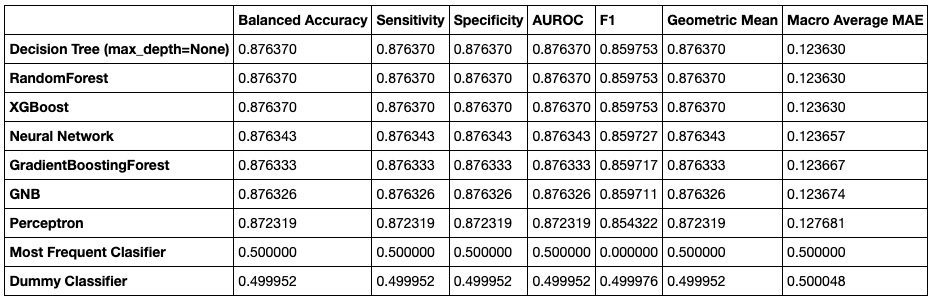 Balanced Accuracy Sensitivity Specificity AUROC F1 Geometric Mean Macro Average MAE
Decision Tree (max_depth=None) 0.876370 0.876370 0.876370 0.876370 0.859753 0.876370 0.123630
RandomForest 0.876370 0.876370 0.876370 0.876370 0.859753 0.876370 0.123630
XGBoost 0.876370 0.876370 0.876370 0.876370 0.859753 0.876370 0.123630
Neural Network 0.876343 0.876343 0.876343 0.876343 0.859727 0.876343 0.123657
GradientBoostingForest 0.876333 0.876333 0.876333 0.876333 0.859717 0.876333 0.123667
GNB 0.876326 0.876326 0.876326 0.876326 0.859711 0.876326 0.123674
Perceptron 0.872319 0.872319 0.872319 0.872319 0.854322 0.872319 0.127681
Most Frequent Clasifier 0.500000 0.500000 0.500000 0.500000 0.000000 0.500000 0.500000
Dummy Classifier 0.499952 0.499952 0.499952 0.499952 0.499976 0.499952 0.500048